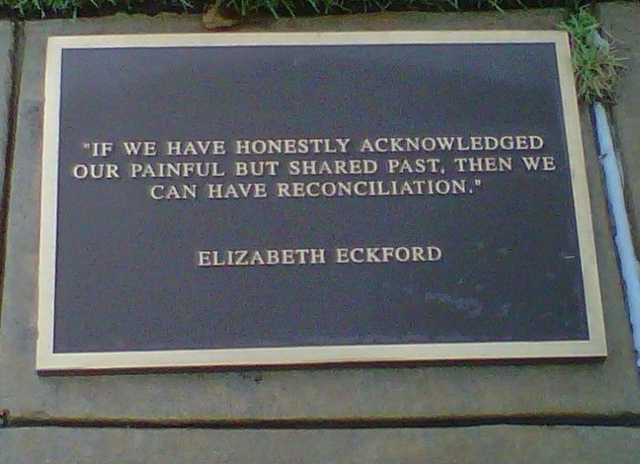 "IF WE HAVE HONESTLY ACKNOWLEDGED
OUR PAINFUL BUT SHARED PAST, THEN WE
CAN HAVE RECONCILIATION."
ELIZABETH ECKFORD